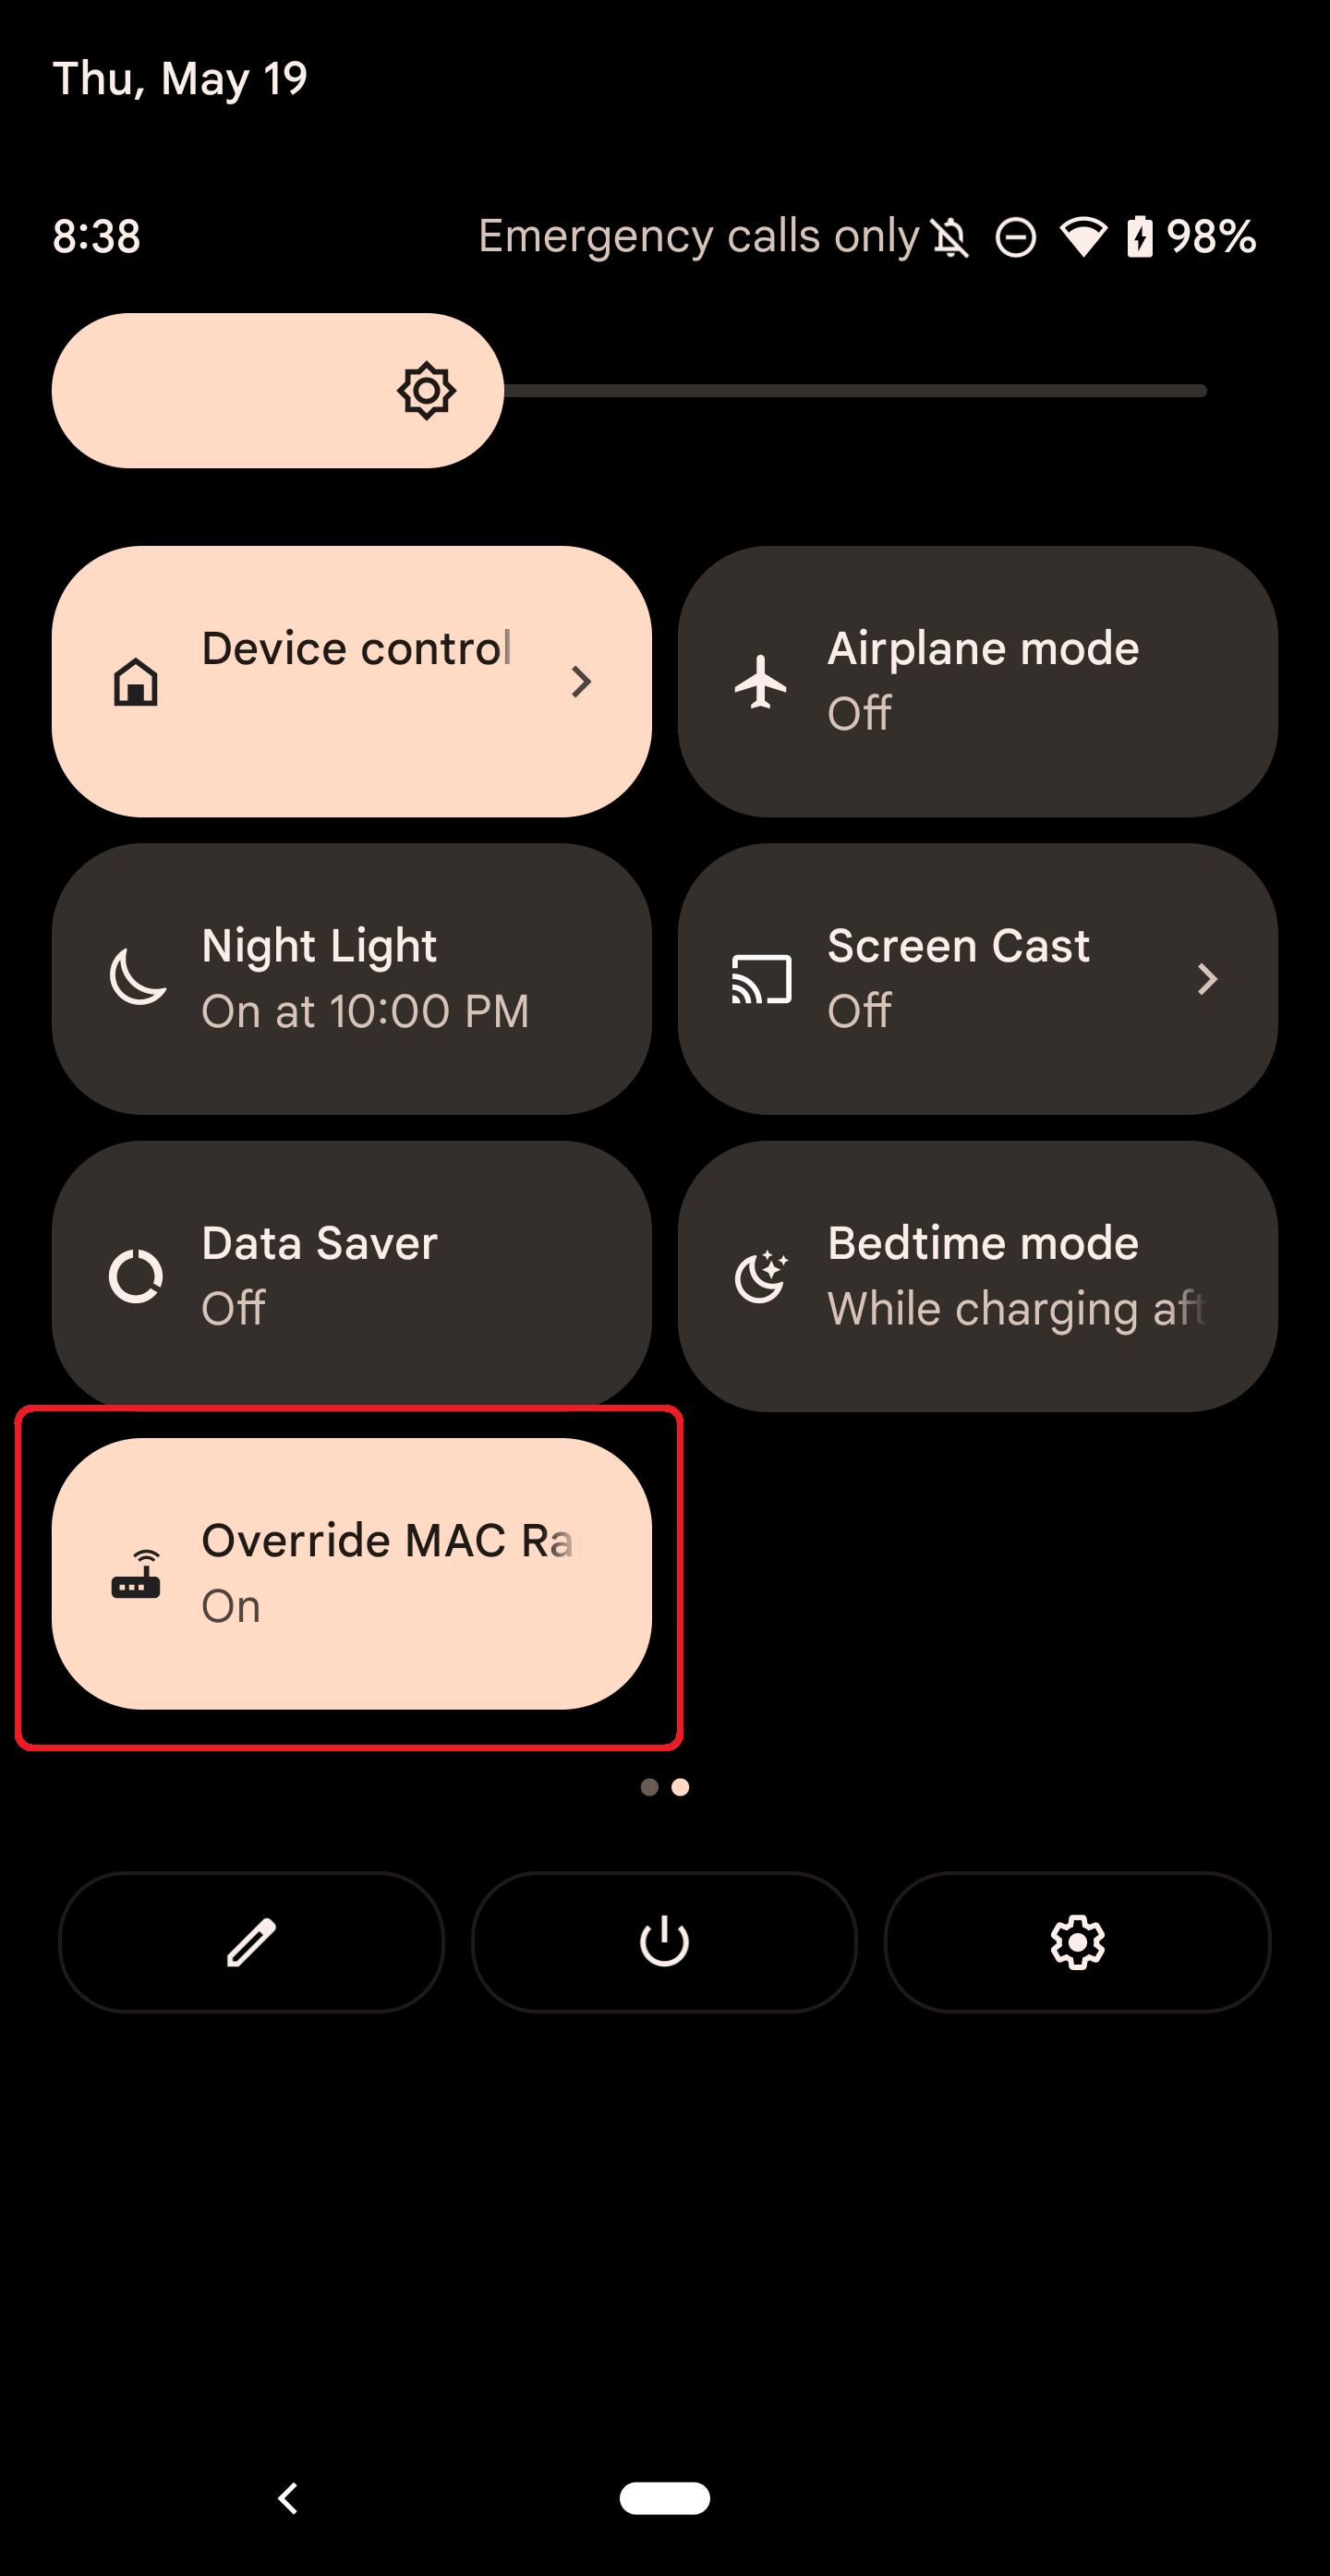 Thu, May 19
8:38 Emergency calls only 98%
Device control
Airplane mode
Off
Night Light
On at 10:00 PM
Screen Cast
Off
Data Saver
Off
Bedtime mode
While charging aft
Override MAC Ra
On